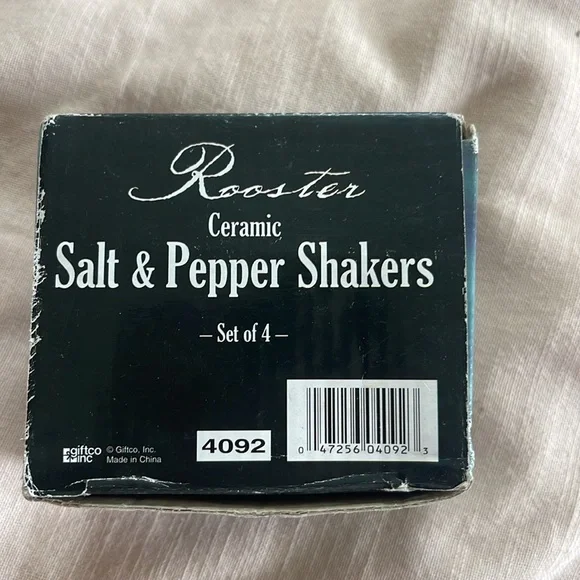 Rooster
Ceramic
Salt & Pepper Shakers
– Set of 4 –
giftco
inc
© Giftco, Inc.
Made in China
4092
0 47256 04092 3